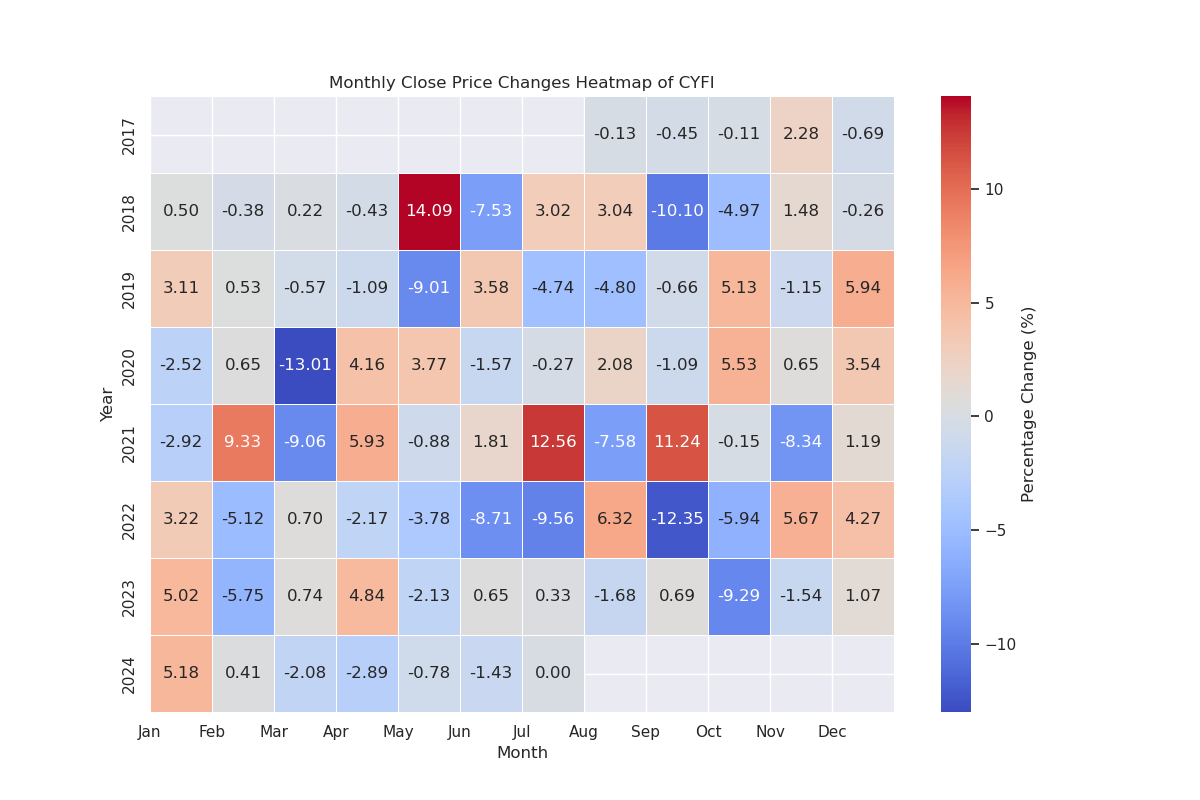 Monthly Close Price Changes Heatmap of CYFI
2017 -0.13 -0.45 -0.11 2.28 -0.69
2018 0.50 -0.38 0.22 -0.43 14.09 -7.53 3.02 3.04 -10.10 -4.97 1.48 -0.26
2019 3.11 0.53 -0.57 -1.09 -9.01 3.58 -4.74 -4.80 -0.66 5.13 -1.15 5.94
2020 -2.52 0.65 -13.01 4.16 3.77 -1.57 -0.27 2.08 -1.09 5.53 0.65 3.54
2021 -2.92 9.33 -9.06 5.93 -0.88 1.81 12.56 -7.58 11.24 -0.15 -8.34 1.19
2022 3.22 -5.12 0.70 -2.17 -3.78 -8.71 -9.56 6.32 -12.35 -5.94 5.67 4.27
2023 5.02 -5.75 0.74 4.84 -2.13 0.65 0.33 -1.68 0.69 -9.29 -1.54 1.07
2024 5.18 0.41 -2.08 -2.89 -0.78 -1.43 0.00
Year
Jan Feb Mar Apr May Jun Jul Aug Sep Oct Nov Dec
Month
10
5
0
−5
−10
Percentage Change (%)